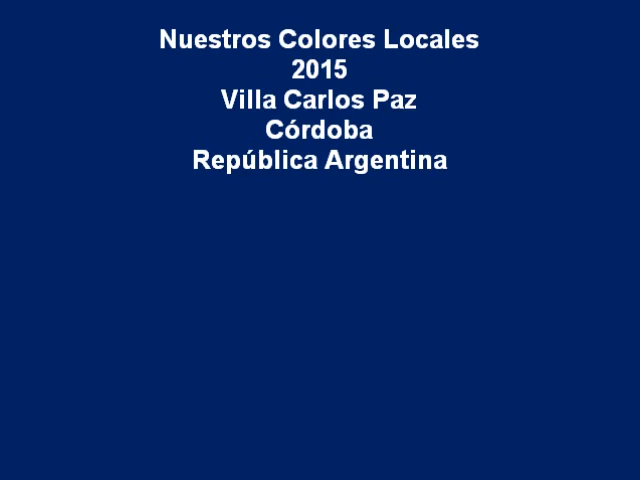 Nuestros Colores Locales
2015
Villa Carlos Paz
Córdoba
República Argentina